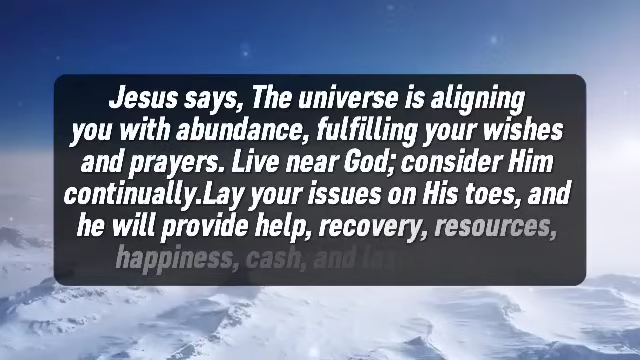 Jesus says, The universe is aligning
you with abundance, fulfilling your wishes
and prayers. Live near God; consider Him
continually.Lay your issues on His toes, and
he will provide help, recovery, resources,
happiness, cash, and